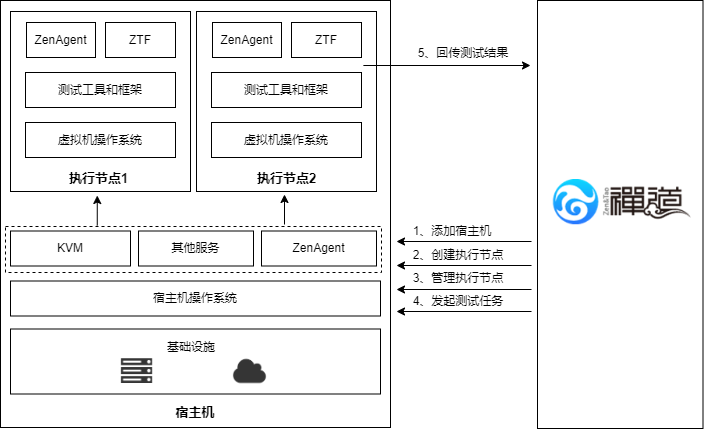 ZenAgent
ZTF
测试工具和框架
虚拟机操作系统
执行节点1
ZenAgent
ZTF
测试工具和框架
虚拟机操作系统
执行节点2
KVM
其他服务
ZenAgent
宿主机操作系统
基础设施
宿主机
5、回传测试结果
1、添加宿主机
2、创建执行节点
3、管理执行节点
4、发起测试任务
Zen&Tao
禪道